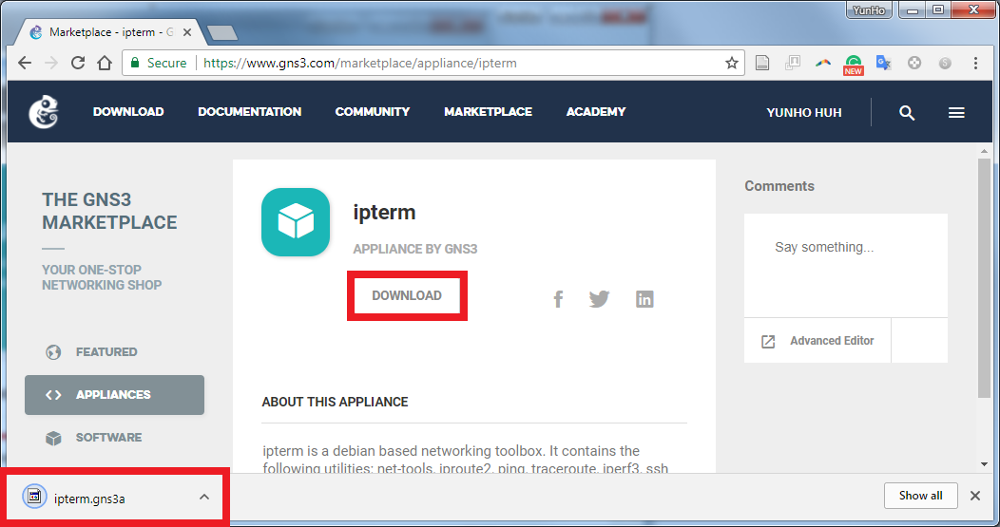 YunHo
Marketplace - ipterm - G
Secure
https://www.gns3.com/marketplace/appliance/ipterm
NEW
S
DOWNLOAD
DOCUMENTATION
COMMUNITY
MARKETPLACE
ACADEMY
YUNHO HUH
THE GNS3
MARKETPLACE
YOUR ONE-STOP
NETWORKING SHOP
FEATURED
APPLIANCES
SOFTWARE
ipterm
APPLIANCE BY GNS3
DOWNLOAD
ABOUT THIS APPLIANCE
ipterm is a debian based networking toolbox. It contains the
following utilities: net-tools, iproute2, ping, traceroute, iperf3, ssh
Comments
Say something...
Advanced Editor
ipterm.gns3a
Show all